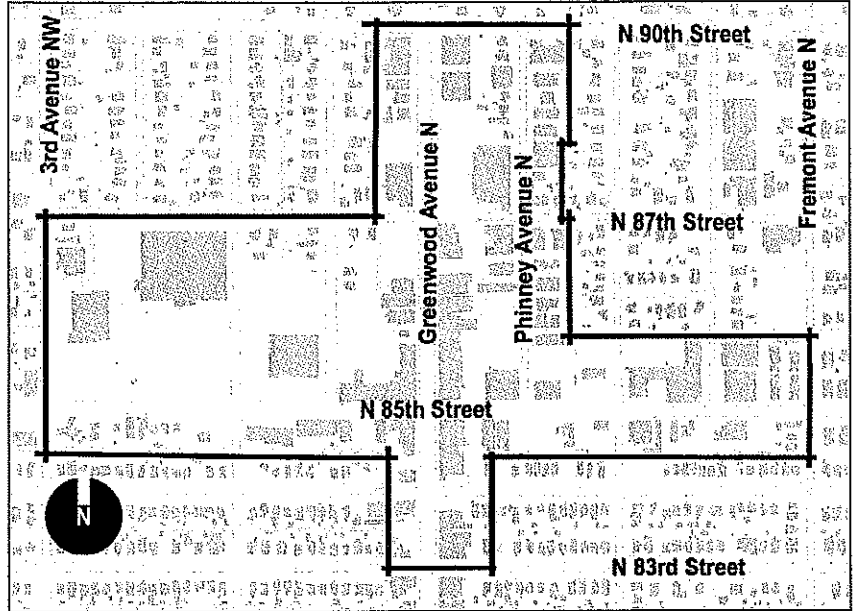 3rd Avenue NW
N 90th Street
Fremont Avenue N
Greenwood Avenue N
Phinney Avenue N
N 87th Street
N 85th Street
N
N 83rd Street